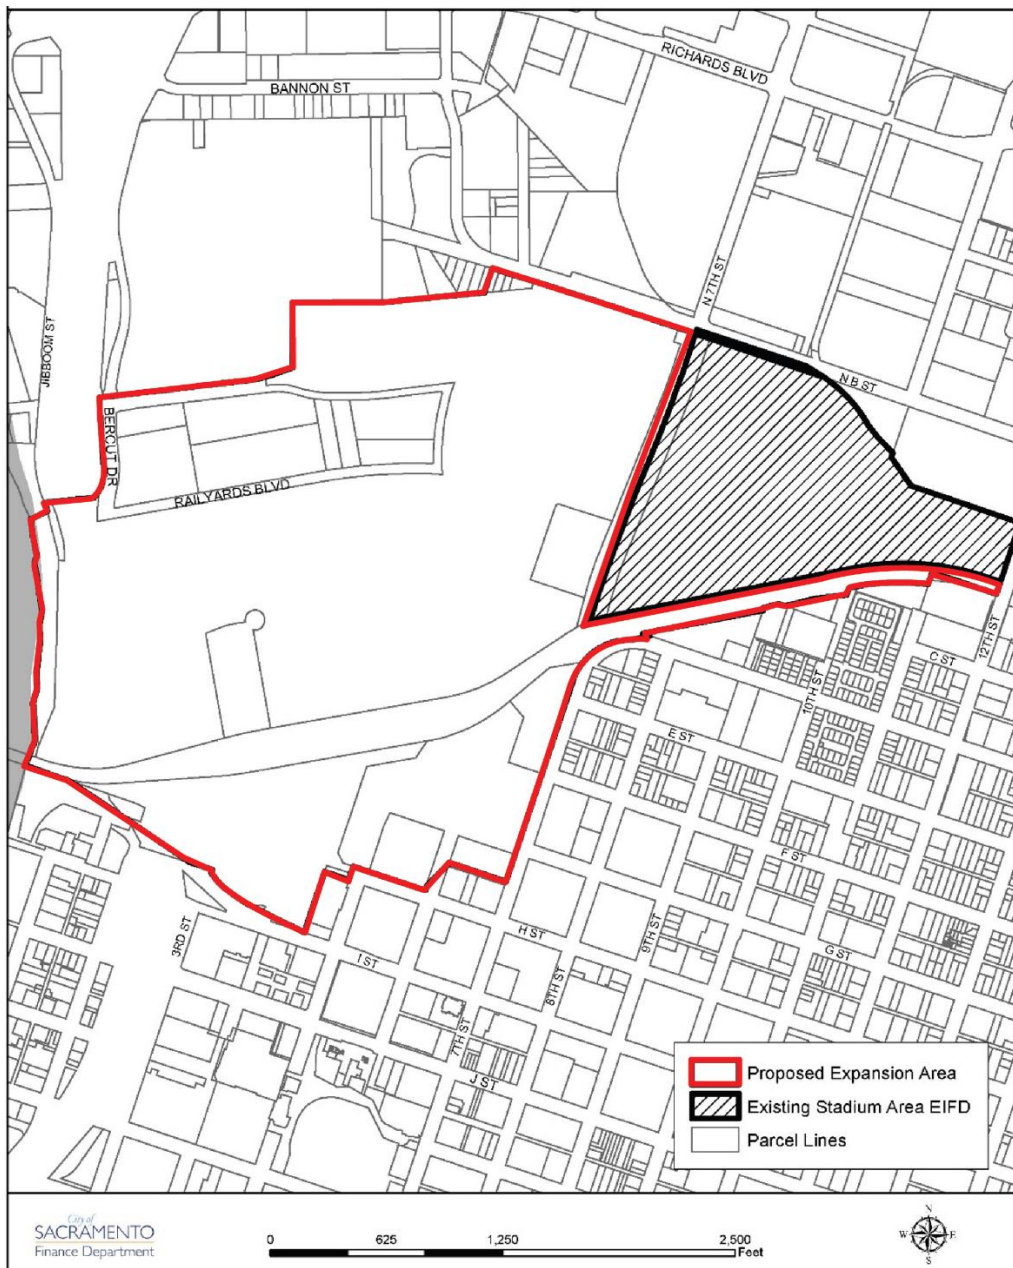 RICHARDS BLVD
BANNON ST
N 7TH ST
JIBBOOM ST
N B ST
BERCUT DR
RAILYARDS BLVD
12TH ST
C ST
10TH ST
E ST
F ST
3RD ST
H ST
9TH ST
G ST
I ST
8TH ST
7TH ST
J ST
Proposed Expansion Area
Existing Stadium Area EIFD
Parcel Lines
City of
SACRAMENTO
Finance Department
0 625 1,250 2,500
Feet
N
W E
S